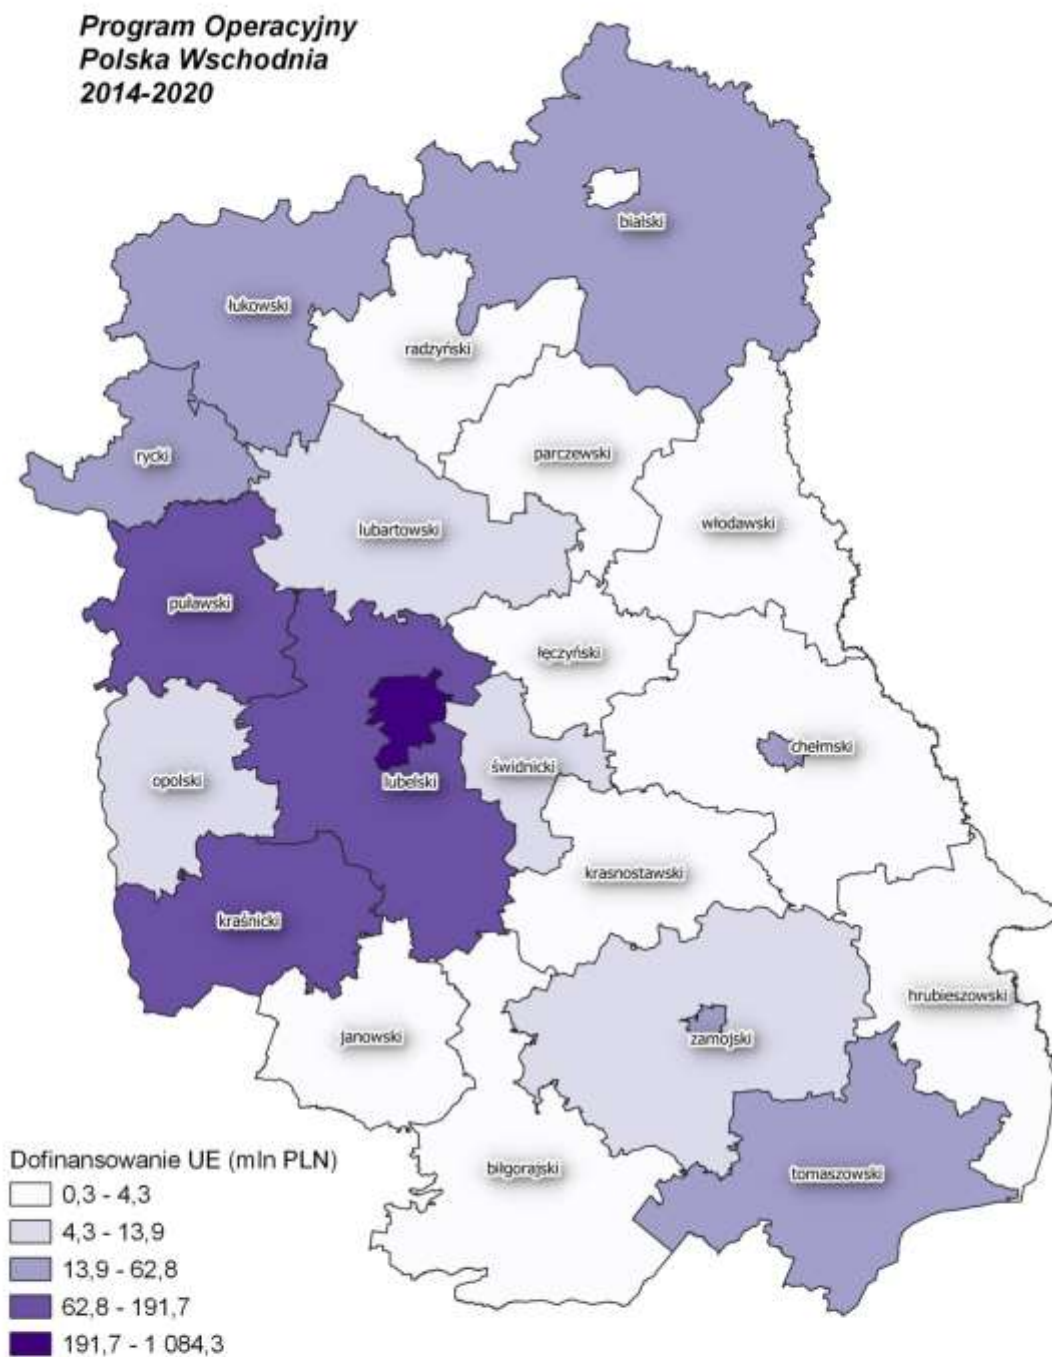 Program Operacyjny
Polska Wschodnia
2014-2020
bialski
łukowski
radzyński
rycki
parczewski
włodawski
lubartowski
puławski
łęczyński
chełmski
świdnicki
opolski
lubelski
krasnostawski
kraśnicki
hrubieszowski
janowski
zamojski
biłgorajski
tomaszowski
Dofinansowanie UE (mln PLN)
0,3 - 4,3
4,3 - 13,9
13,9 - 62,8
62,8 - 191,7
191,7 - 1 084,3